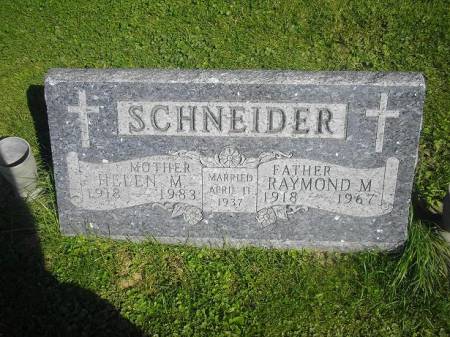 SCHNEIDER
MOTHER
HELEN M.
1918 1983
MARRIED
APRIL 11
1937
FATHER
RAYMOND M.
1918 1967